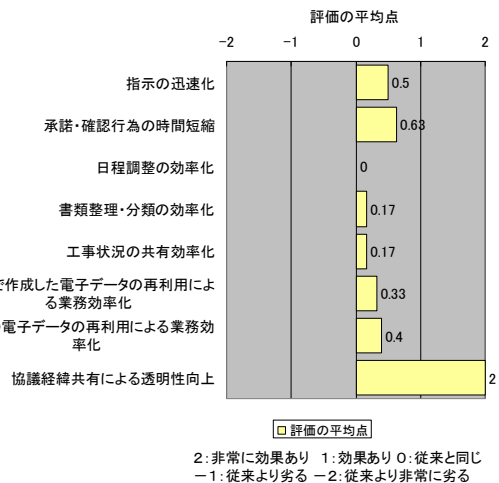 評価の平均点
-2 -1 0 1 2
指示の迅速化 0.5
承諾・確認行為の時間短縮 0.63
日程調整の効率化 0
書類整理・分類の効率化 0.17
工事状況の共有効率化 0.17
で作成した電子データの再利用によ
る業務効率化 0.33
電子データの再利用による業務効
率化 0.4
協議経緯共有による透明性向上 2
評価の平均点
2:非常に効果あり 1:効果あり 0:従来と同じ
-1:従来より劣る -2:従来より非常に劣る